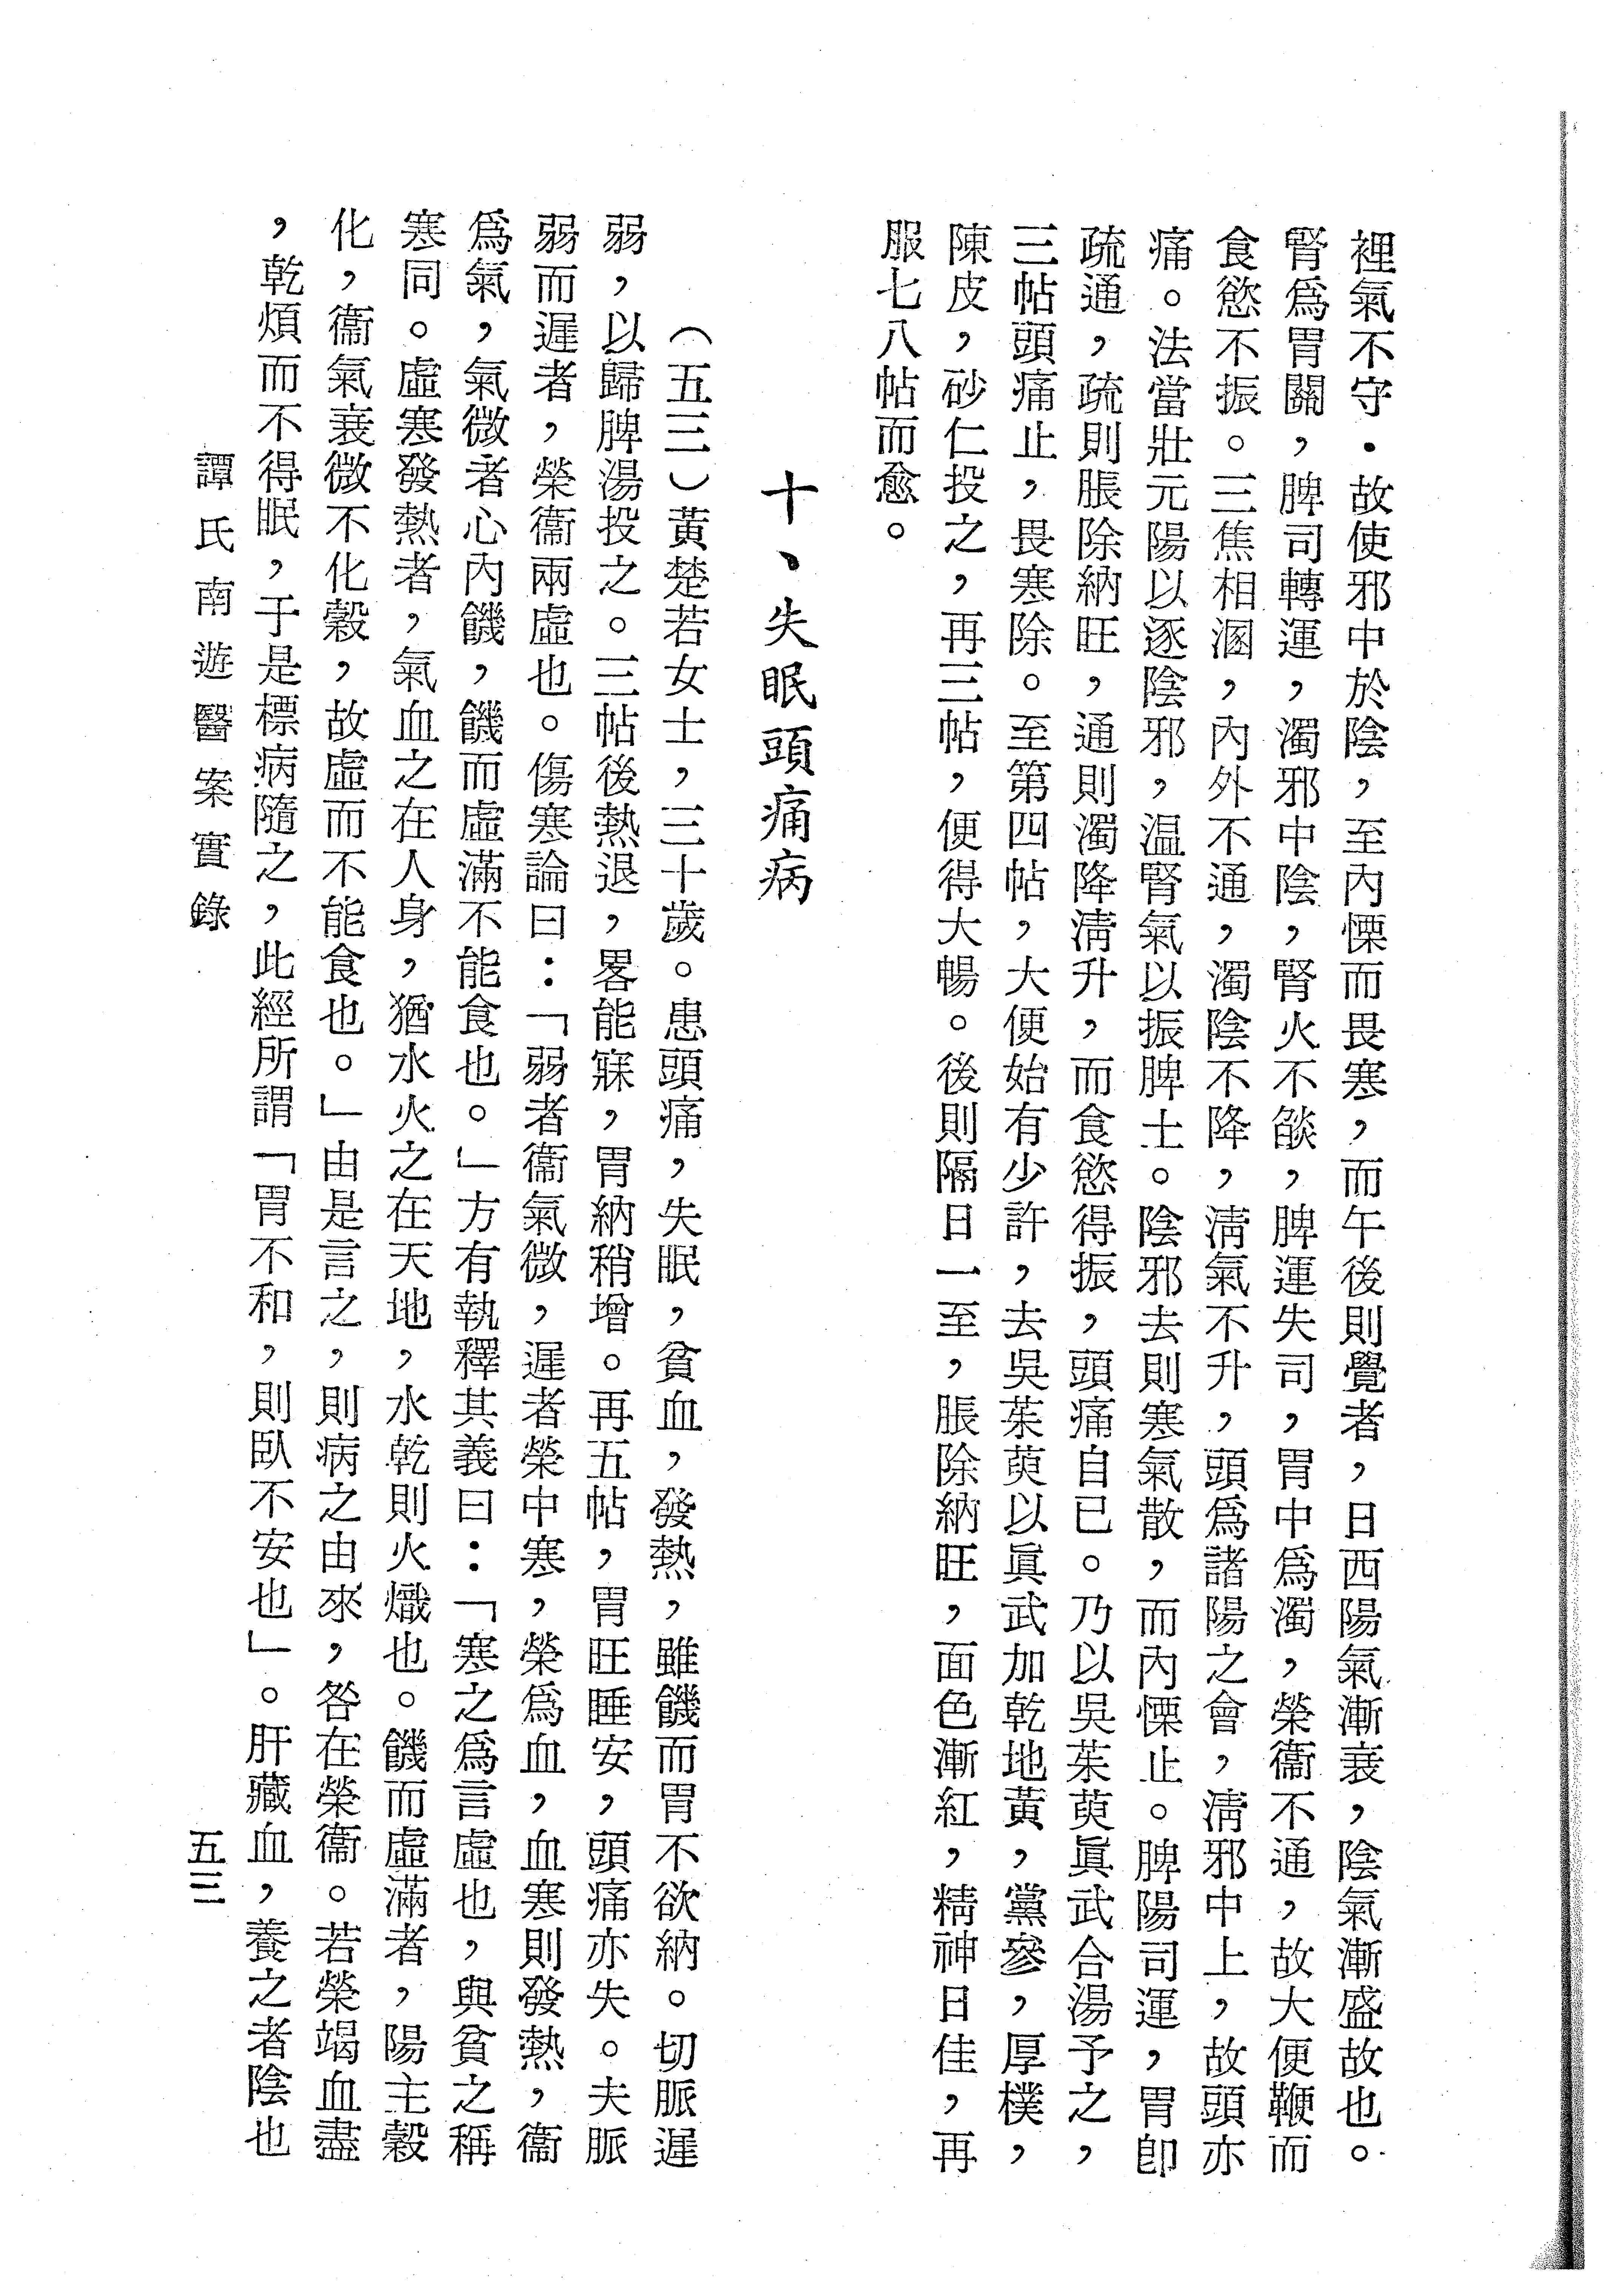 裡氣不守．故使邪中於陰，至內慄而畏寒，而午後則覺者，日西陽氣漸衰，陰氣漸盛故也。
腎爲胃關，脾司轉運，濁邪中陰，腎火不燄，脾運失司，胃中爲濁，榮衞不通，故大便鞕而
食慾不振。三焦相溷，內外不通，濁陰不降，淸氣不升，頭爲諸陽之會，淸邪中上，故頭亦
痛。法當壯元陽以逐陰邪，温腎氣以振脾土。陰邪去則寒氣散，而內慄止。脾陽司運，胃卽
疏通，疏則脹除納旺，通則濁降淸升，而食慾得振，頭痛自已。乃以吳茱萸眞武合湯予之，
三帖頭痛止，畏寒除。至第四帖，大便始有少許，去吳茱萸以眞武加乾地黃，黨參，厚樸，
陳皮，砂仁投之，再三帖，便得大暢。後則隔日一至，脹除納旺，面色漸紅，精神日佳，再
服七八帖而愈。
十、失眠頭痛病
（五三）黃楚若女士，三十歲。患頭痛，失眠，貧血，發熱，雖饑而胃不欲納。切脈遲
弱，以歸脾湯投之。三帖後熱退，畧能寐，胃納稍增。再五帖，胃旺睡安，頭痛亦失。夫脈
弱而遲者，榮衞兩虛也。傷寒論曰：「弱者衞氣微，遲者榮中寒，榮爲血，血寒則發熱，衞
爲氣，氣微者心內饑，饑而虛滿不能食也。」方有執釋其義曰：「寒之爲言虛也，與貧之稱
寒同。虛寒發熱者，氣血之在人身，猶水火之在天地，水乾則火熾也。饑而虛滿者，陽主穀
化，衞氣衰微不化穀，故虛而不能食也。」由是言之，則病之由來，咎在榮衞。若榮竭血盡
，乾煩而不得眠，于是標病隨之，此經所謂「胃不和，則臥不安也」。肝藏血，養之者陰也
譚氏南遊醫案實錄
五三